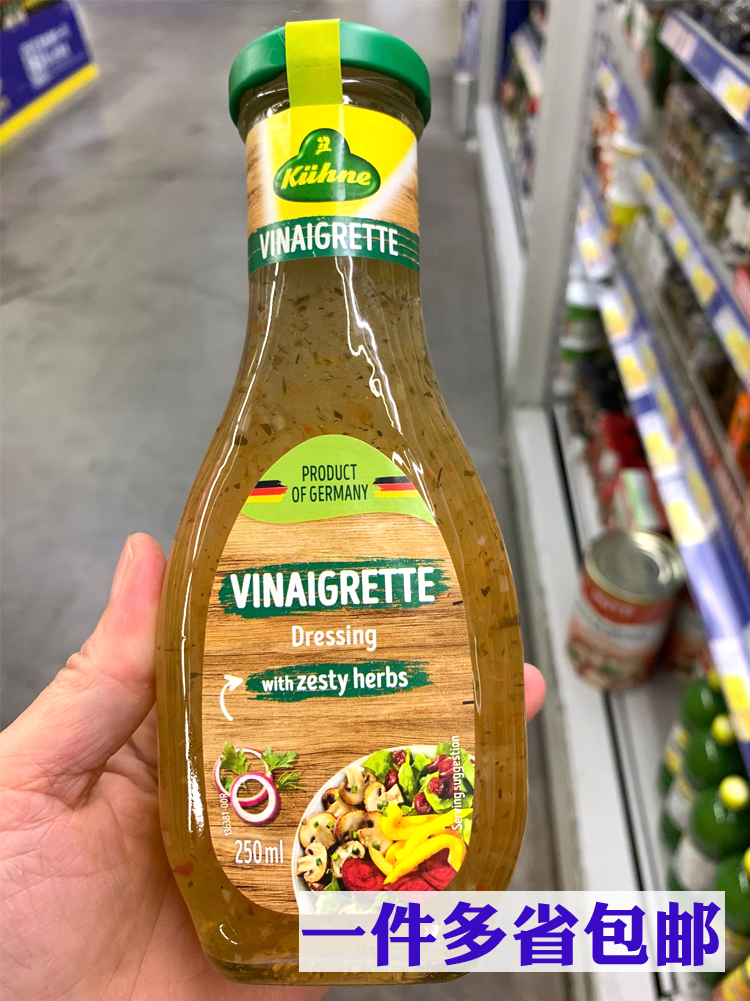 Kühne
VINAIGRETTE
PRODUCT
OF GERMANY
VINAIGRETTE
Dressing
with zesty herbs
Serving suggestion
250ml
一件多省包邮